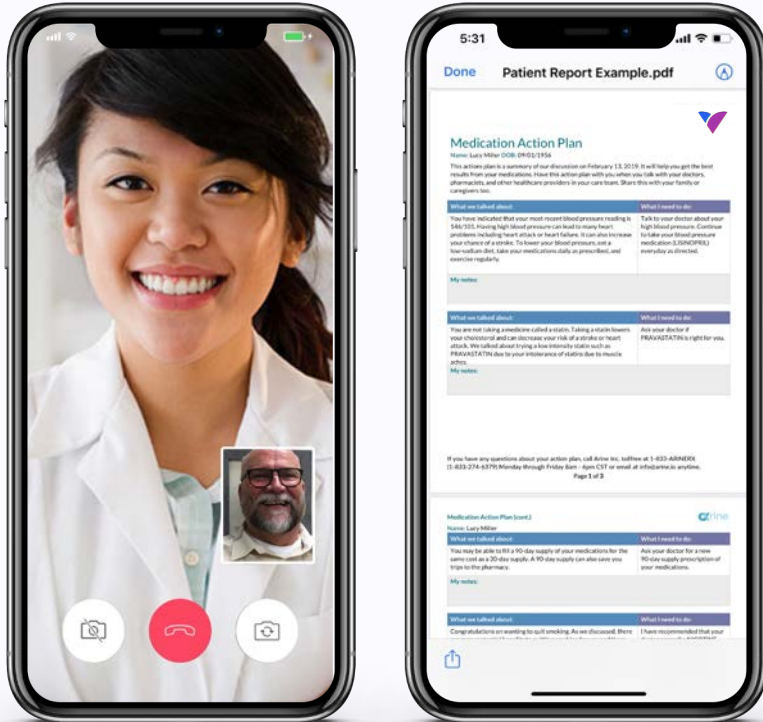 5:31
Done Patient Report Example.pdf
Medication Action Plan
Name: Lucy Miller DOB: 09/01/1956
This actions plan is a summary of our discussion on February 13, 2019. It will help you get the best
results from your medications. Have this action plan with you when you talk with your doctors,
pharmacists, and other healthcare providers in your care team. Share this with your family or
caregivers too.
What we talked about: What I need to do:
You have indicated that your most recent blood pressure reading is
146/101. Having high blood pressure can lead to many heart
problems including heart attack or heart failure. It can also increase
your chance of a stroke. To lower your blood pressure, eat a
low-sodium diet, take your medications daily as prescribed, and
exercise regularly.
Talk to your doctor about your
high blood pressure. Continue
to take your blood pressure
medication (LISINOPRIL)
everyday as directed.
My notes:
What we talked about: What I need to do:
You are not taking a medicine called a statin. Taking a statin lowers
your cholesterol and can decrease your risk of a stroke or heart
attack. We talked about trying a low intensity statin such as
PRAVASTATIN due to your intolerance of statins due to muscle
aches.
Ask your doctor if
PRAVASTATIN is right for you.
My notes:
If you have any questions about your action plan, call Arine Inc. tollfree at 1-833-ARINERX
(1-833-274-6379) Monday through Friday 8am - 6pm CST or email at info@arine.io anytime.
Page 1 of 3
Medication Action Plan (cont.) arine
Name: Lucy Miller
What we talked about: What I need to do:
You may be able to fill a 90-day supply of your medications for the
same cost as a 30-day supply. A 90-day supply can also save you
trips to the pharmacy.
Ask your doctor for a new
90-day supply prescription of
your medications.
My notes:
What we talked about: What I need to do:
Congratulations on wanting to quit smoking. As we discussed, there
I have recommended that your